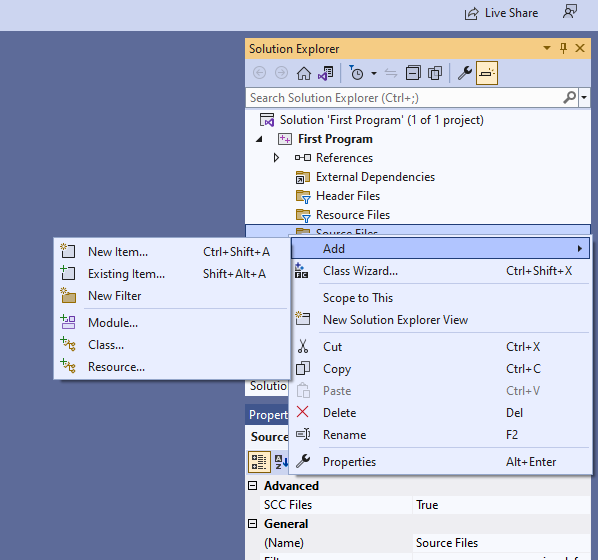 Live Share
Solution Explorer
Search Solution Explorer (Ctrl+;)
Solution 'First Program' (1 of 1 project)
First Program
References
External Dependencies
Header Files
Resource Files
Source Files
Add
New Item... Ctrl+Shift+A
Existing Item... Shift+Alt+A
New Filter
Module...
Class...
Resource...
Class Wizard... Ctrl+Shift+X
Scope to This
New Solution Explorer View
Cut Ctrl+X
Copy Ctrl+C
Paste Ctrl+V
Delete Del
Rename F2
Properties Alt+Enter
Solution
Propert
Source
Advanced
SCC Files True
General
(Name) Source Files